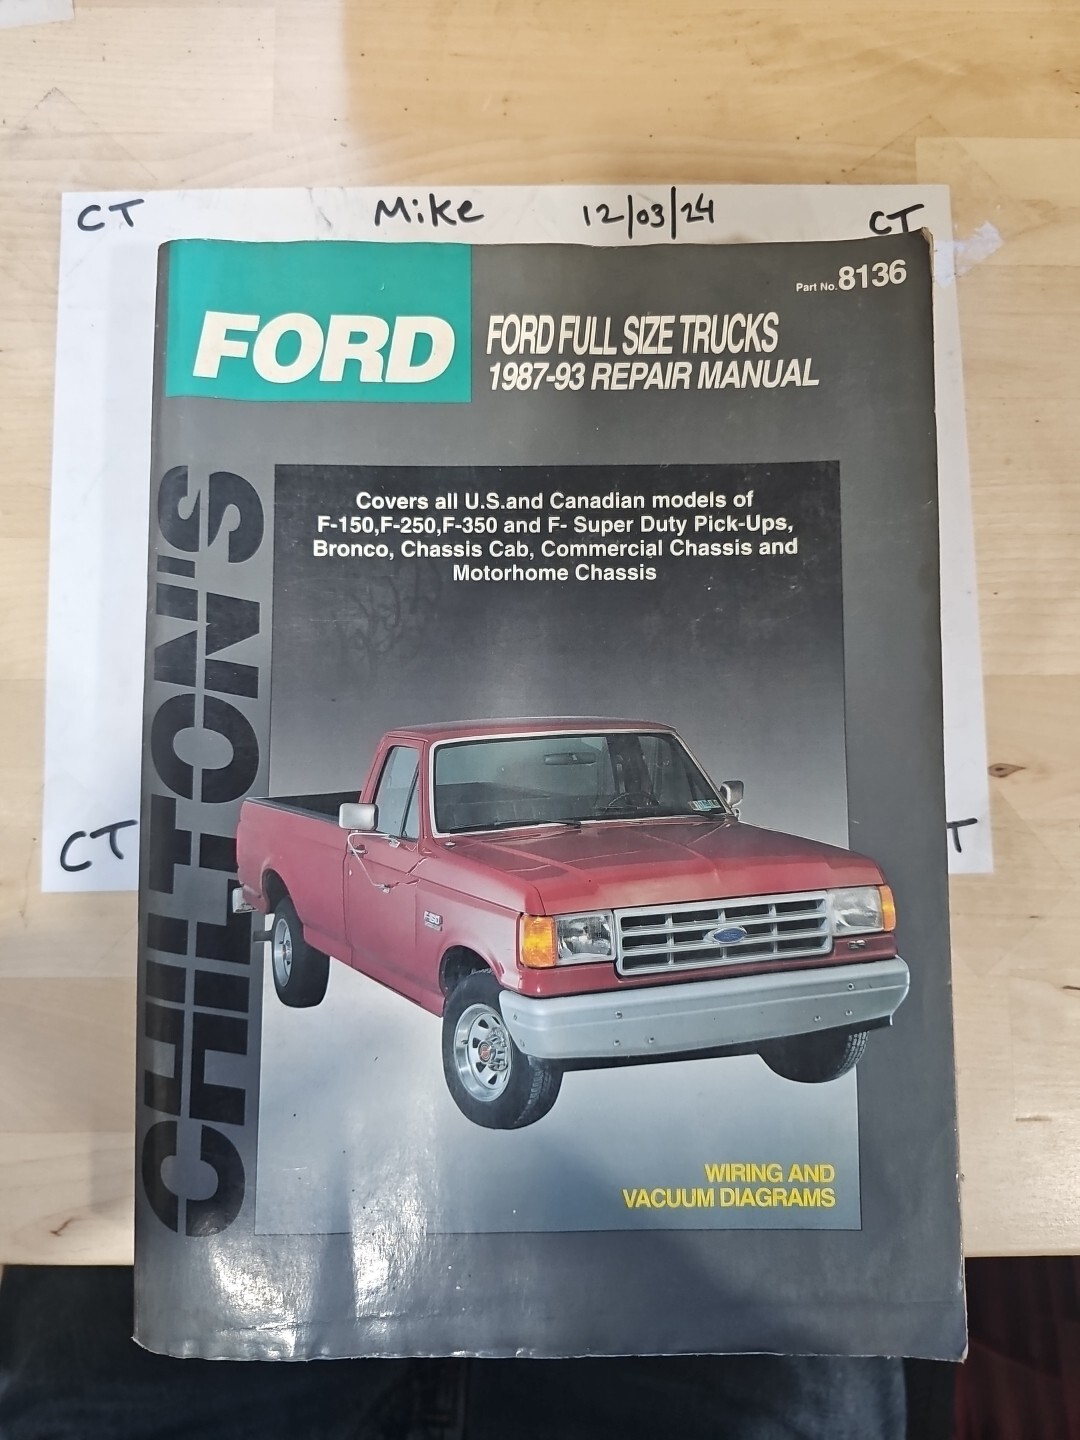 CT Mike 12/03/24 CT
Part No. 8136
FORD
FORD FULL SIZE TRUCKS
1987-93 REPAIR MANUAL
CHILTON'S
Covers all U.S.and Canadian models of
F-150,F-250,F-350 and F- Super Duty Pick-Ups,
Bronco, Chassis Cab, Commercial Chassis and
Motorhome Chassis
CT
T
F-150
WIRING AND
VACUUM DIAGRAMS